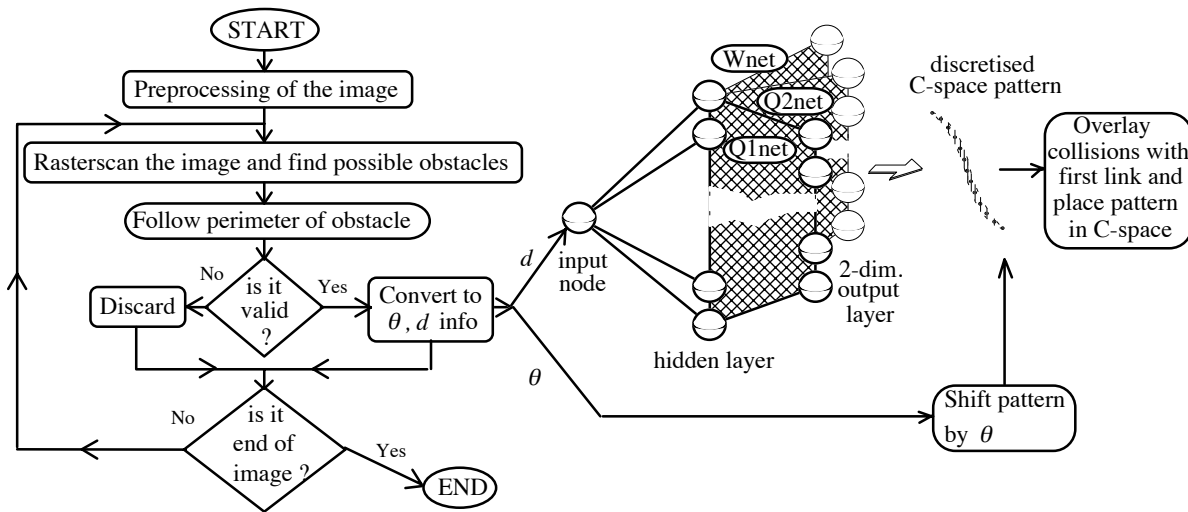 START
Preprocessing of the image
Rasterscan the image and find possible obstacles
Follow perimeter of obstacle
No
is it
valid
?
Yes
Discard
Convert to
θ, d info
No
is it
end of
image ?
Yes
END
d
θ
input
node
Wnet
Q2net
Q1net
hidden layer
2-dim.
output
layer
discretised
C-space pattern
Overlay
collisions with
first link and
place pattern
in C-space
Shift pattern
by θ